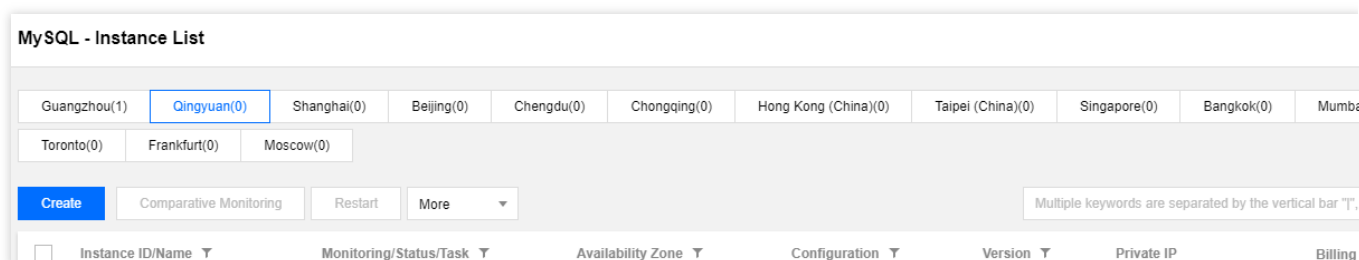 MySQL - Instance List
Guangzhou(1) Qingyuan(0) Shanghai(0) Beijing(0) Chengdu(0) Chongqing(0) Hong Kong (China)(0) Taipei (China)(0) Singapore(0) Bangkok(0)
Toronto(0) Frankfurt(0) Moscow(0)
Create Comparative Monitoring Restart More Multiple keywords are separated by the vertical bar "|",
Instance ID/Name Monitoring/Status/Task Availability Zone Configuration Version Private IP Billing